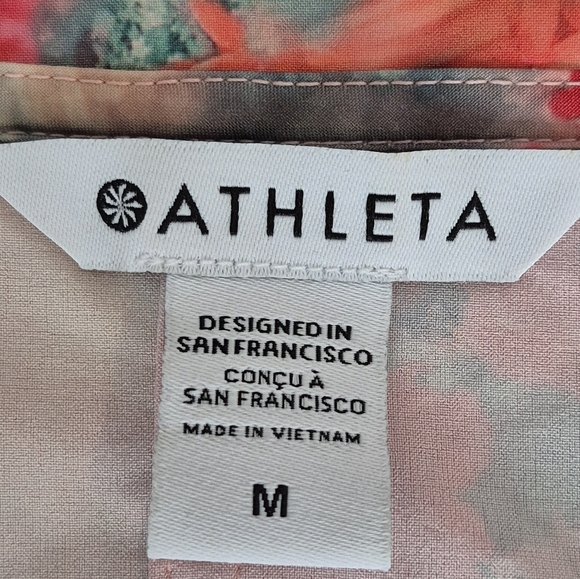 ATHLETA
DESIGNED IN
SAN FRANCISCO
CONÇU À
SAN FRANCISCO
MADE IN VIETNAM
M